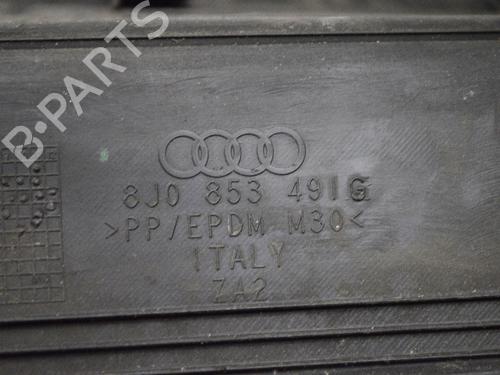 B-PARTS
8J0 853 491G
>PP/EPDM M30<
ITALY
ZA2